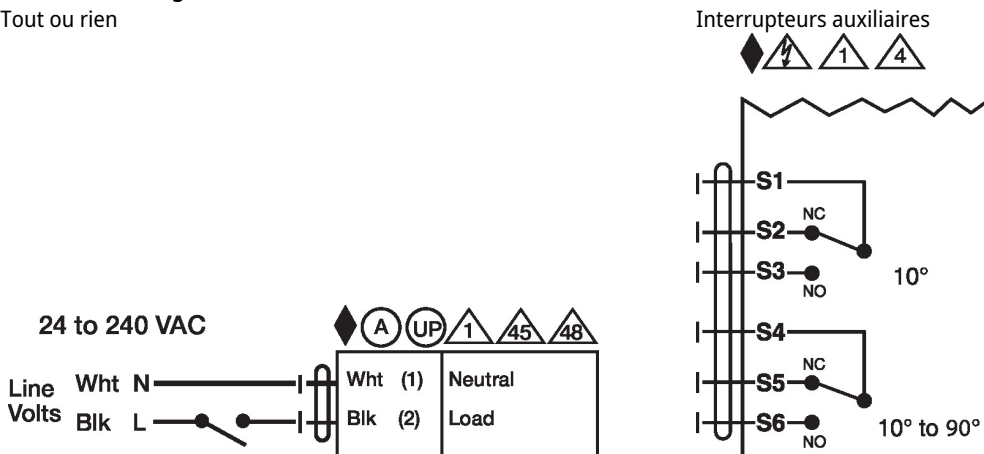 Tout ou rien
24 to 240 VAC
A UP 1 45 48
Line Volts
Wht N
Blk L
Wht (1) Neutral
Blk (2) Load
Interrupteurs auxiliaires
1 4
S1
S2 NC
S3 NO
10°
S4
S5 NC
S6 NO
10° to 90°